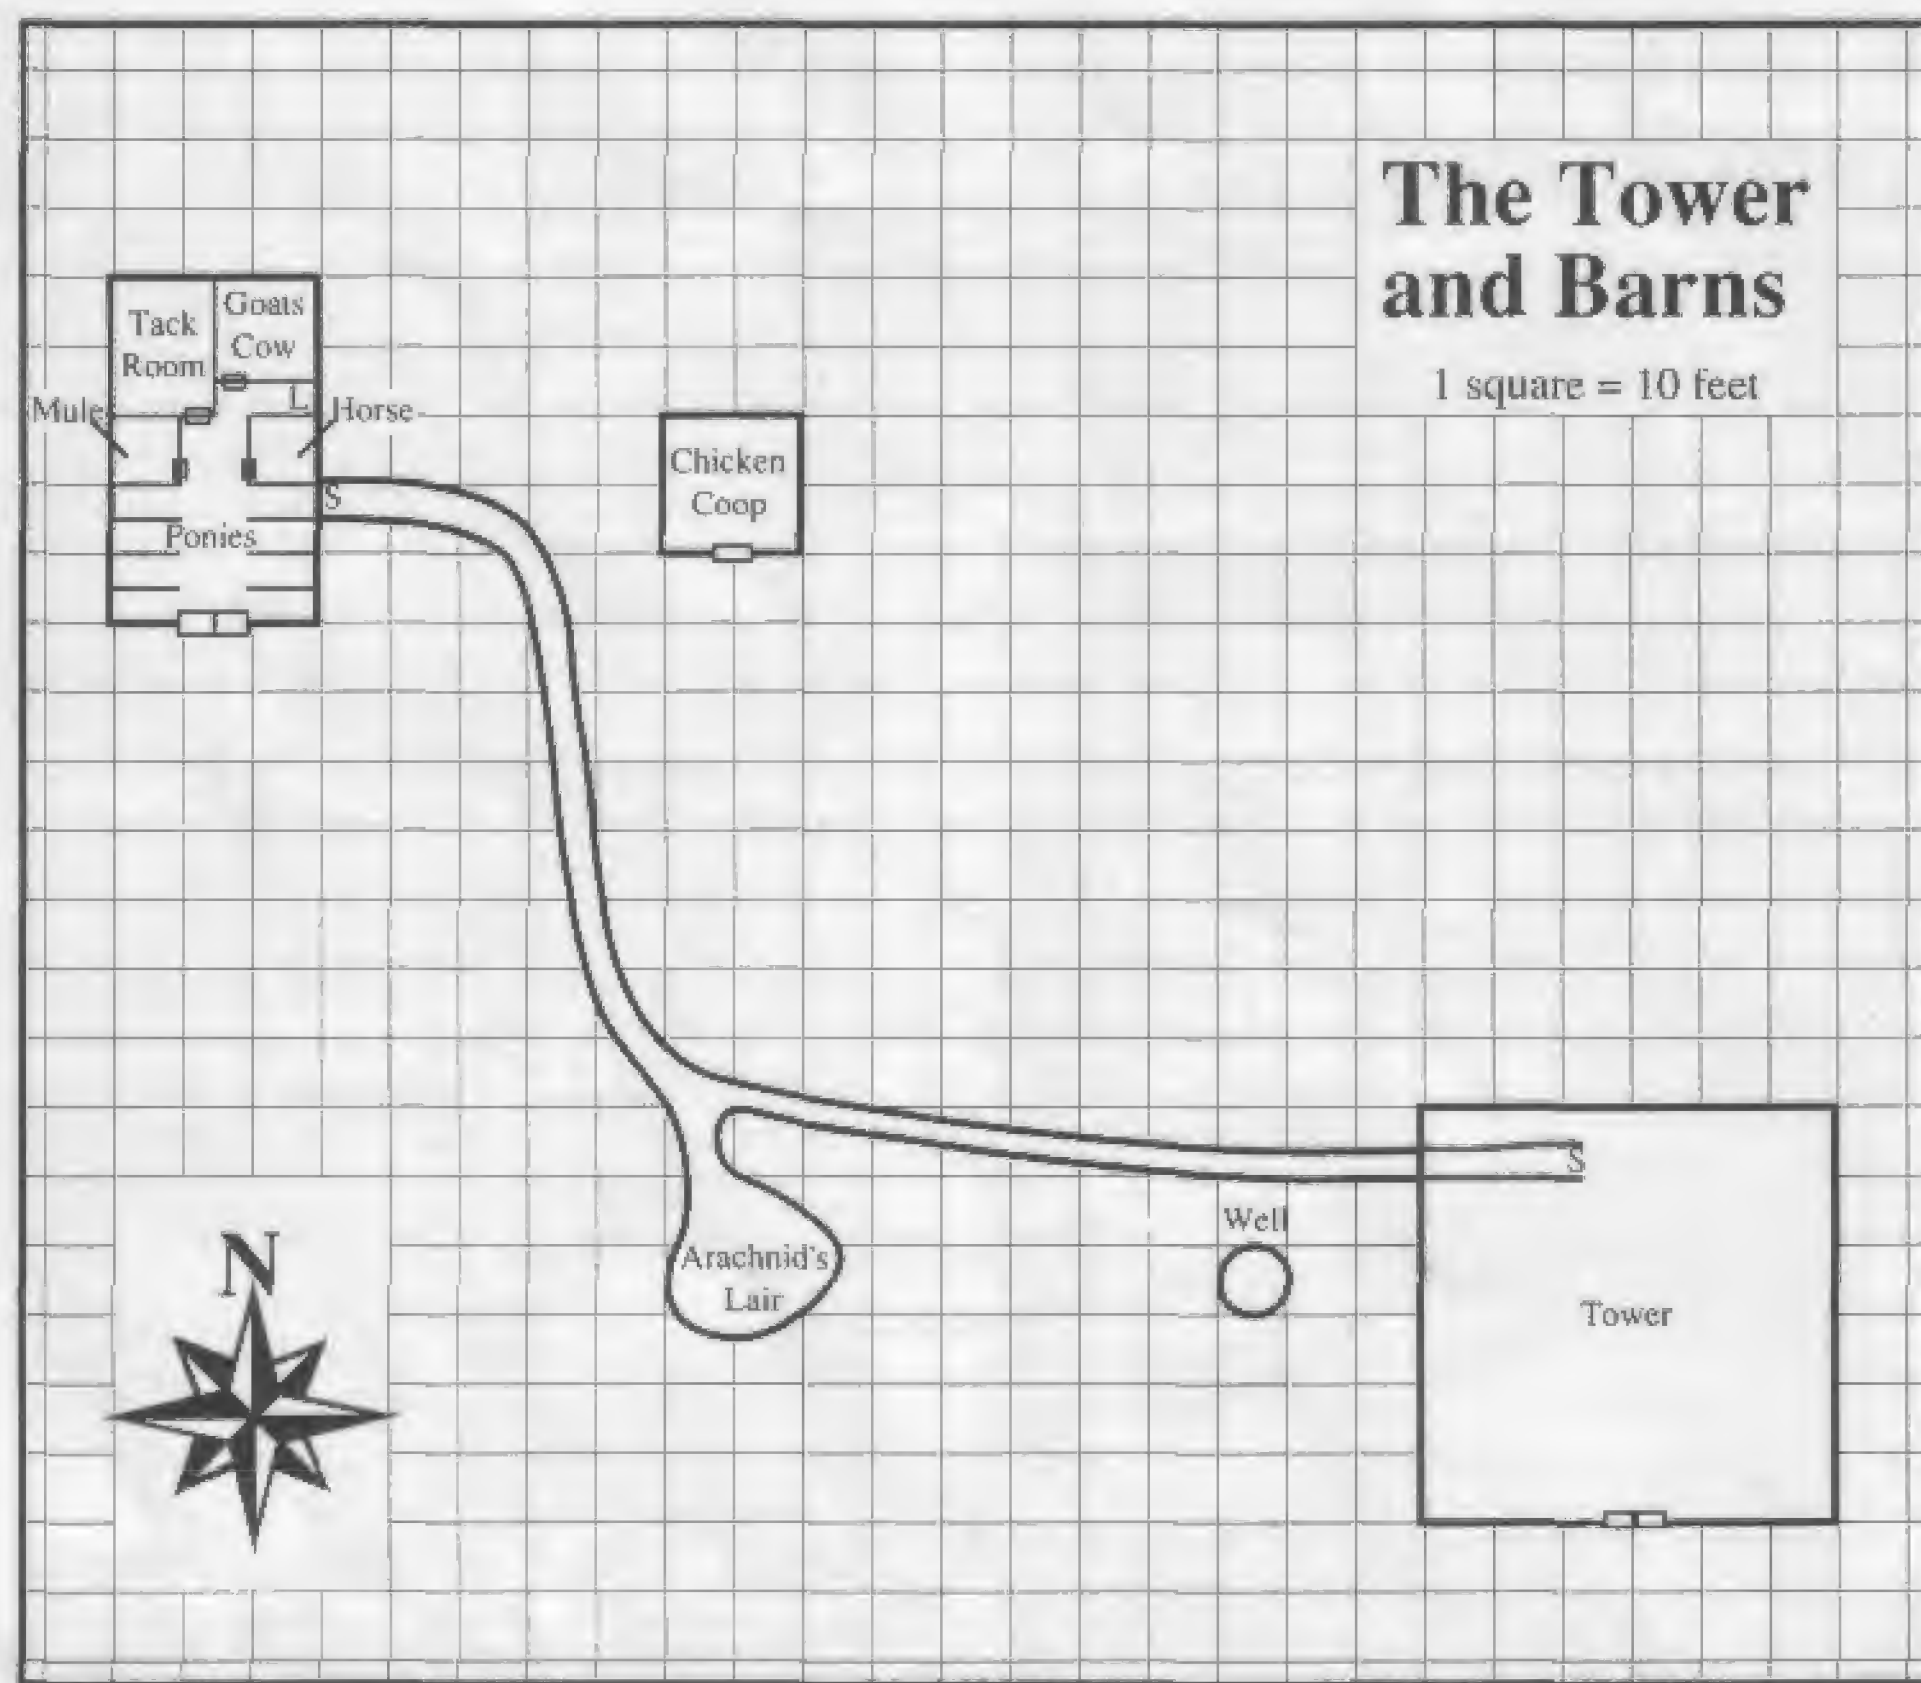 The Tower
and Barns
1 square = 10 feet
Tack
Room
Goats
Cow
L
Mule
Horse
S
Ponies
Chicken
Coop
S
Well
Arachnid's
Lair
Tower
N